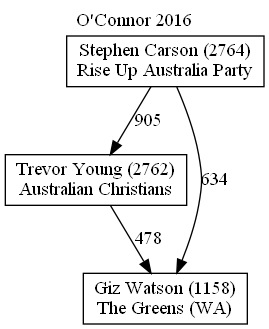 O'Connor 2016
Stephen Carson (2764)
Rise Up Australia Party
905
Trevor Young (2762)
Australian Christians
634
478
Giz Watson (1158)
The Greens (WA)